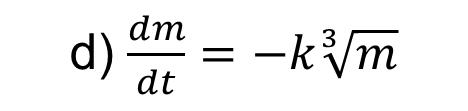 d) dm/dt = −k∛m